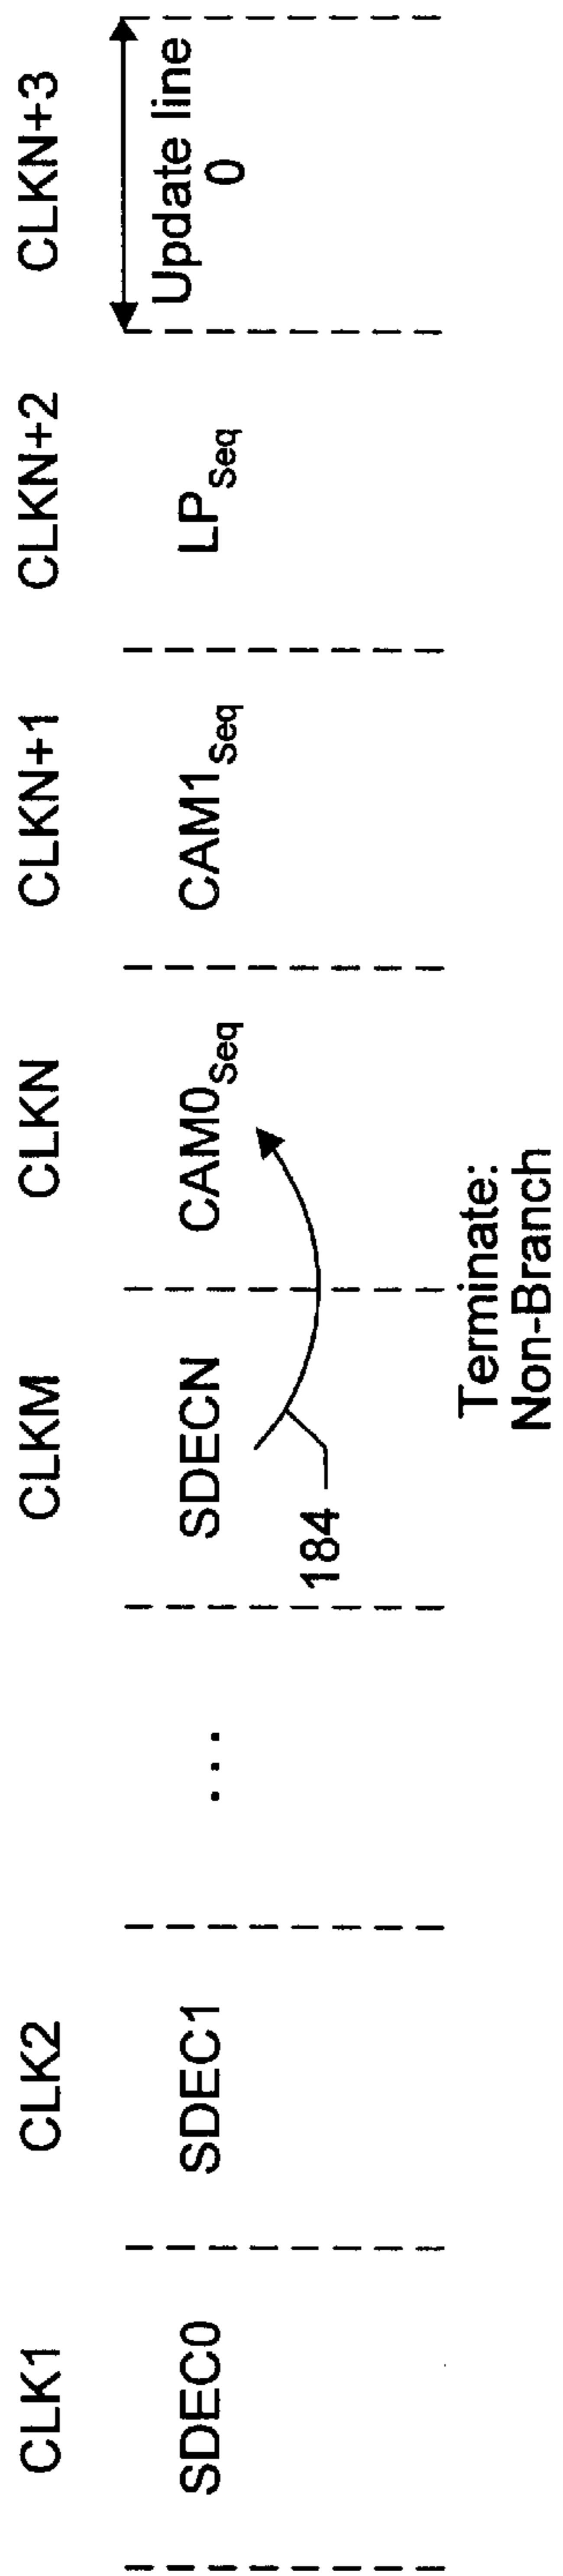 CLK1 CLK2 CLKM CLKN CLKN+1 CLKN+2 CLKN+3
SDEC0 SDEC1 ... SDECN CAM0Seq CAM1Seq LPSeq Update line
0
184
Terminate:
Non-Branch